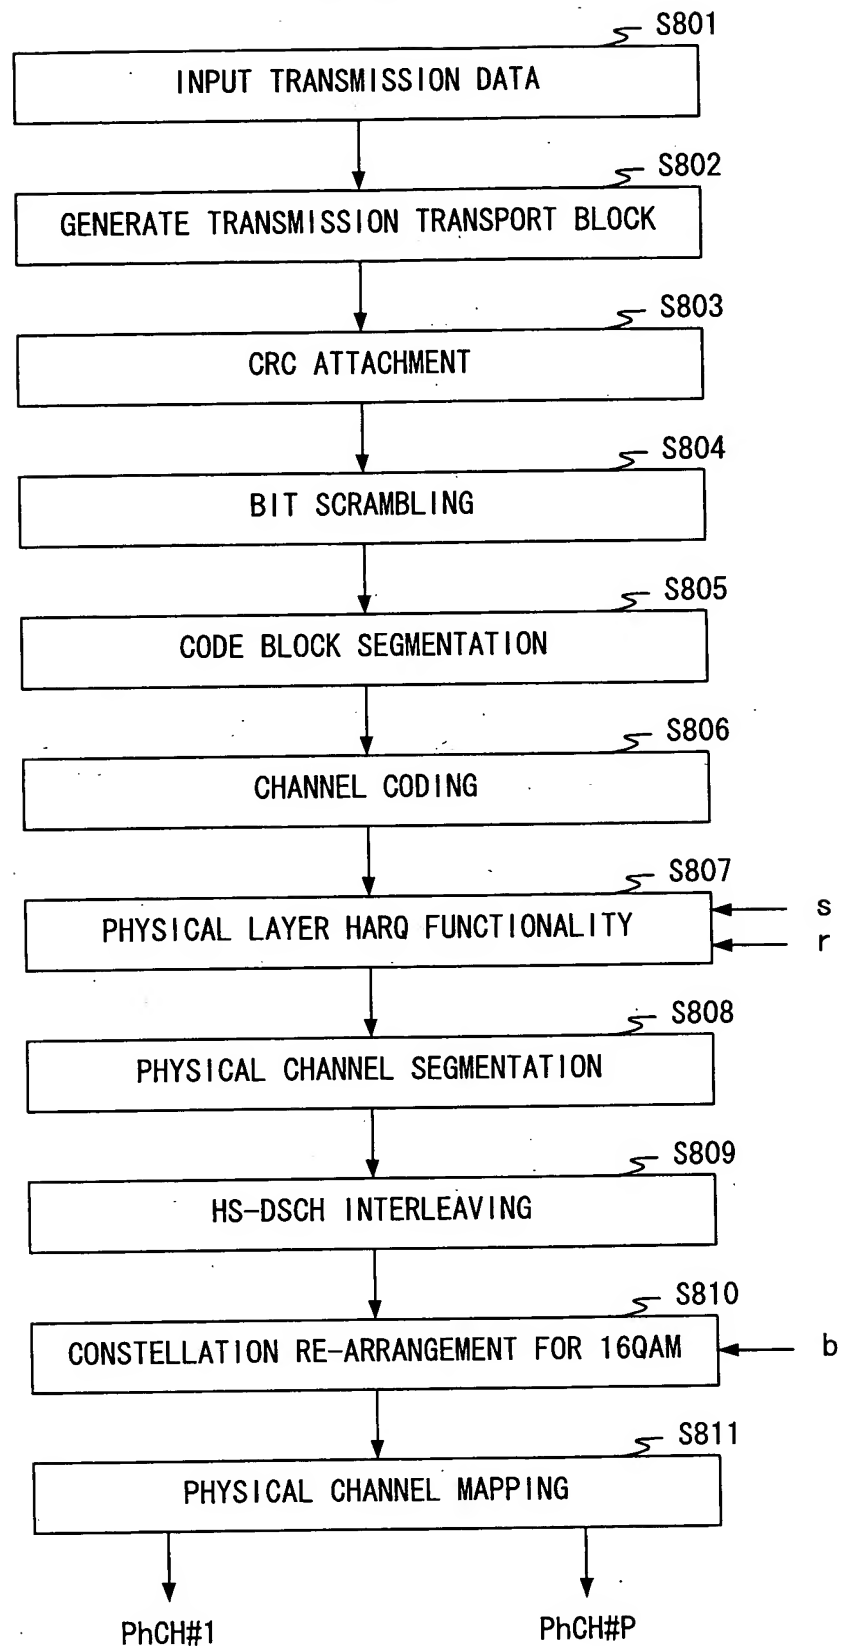 S801
INPUT TRANSMISSION DATA
S802
GENERATE TRANSMISSION TRANSPORT BLOCK
S803
CRC ATTACHMENT
S804
BIT SCRAMBLING
S805
CODE BLOCK SEGMENTATION
S806
CHANNEL CODING
S807
PHYSICAL LAYER HARQ FUNCTIONALITY
s
r
S808
PHYSICAL CHANNEL SEGMENTATION
S809
HS-DSCH INTERLEAVING
S810
CONSTELLATION RE-ARRANGEMENT FOR 16QAM
b
S811
PHYSICAL CHANNEL MAPPING
PhCH#1
PhCH#P